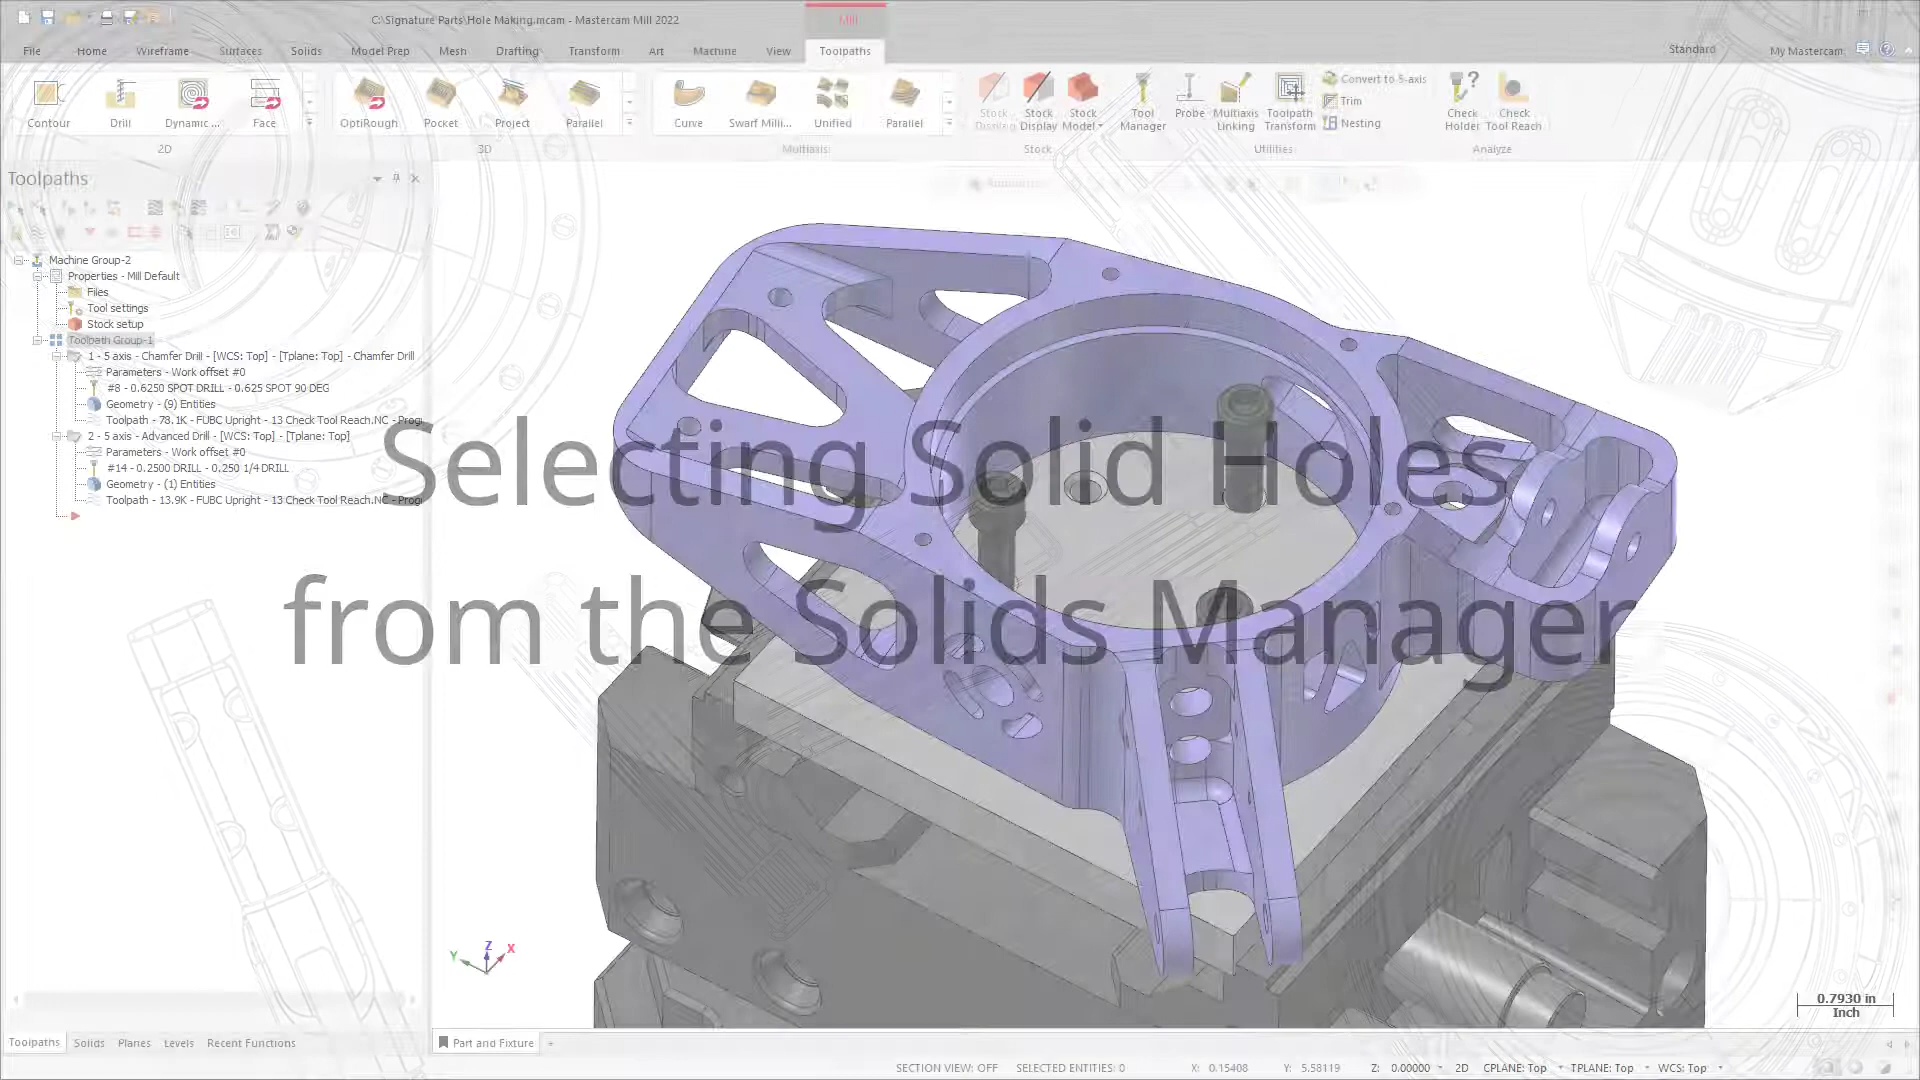 C:\Signature Parts\Hole Making.mcam - Mastercam Mill 2022
Mill
File Home Wireframe Surfaces Solids Model Prep Mesh Drafting Transform Art Machine View Toolpaths
Standard My Mastercam
Contour Drill Dynamic ... Face
OptiRough Pocket Project Parallel
Curve Swarf Milli... Unified Parallel
Stock Display Stock Display Stock Model
Tool Manager Probe Multiaxis Linking Toolpath Transform
Convert to 5-axis
Trim
Nesting
Check Holder Check Tool Reach
2D 3D Multiaxis Stock Utilities Analyze
Toolpaths
Machine Group-2
Properties - Mill Default
Files
Tool settings
Stock setup
Toolpath Group-1
1 - 5 axis - Chamfer Drill - [WCS: Top] - [Tplane: Top] - Chamfer Drill
Parameters - Work offset #0
#8 - 0.6250 SPOT DRILL - 0.625 SPOT 90 DEG
Geometry - (9) Entities
Toolpath - 78.1K - FUBC Upright - 13 Check Tool Reach.NC - Prog
2 - 5 axis - Advanced Drill - [WCS: Top] - [Tplane: Top]
Parameters - Work offset #0
#14 - 0.2500 DRILL - 0.250 1/4 DRILL
Geometry - (1) Entities
Toolpath - 13.9K - FUBC Upright - 13 Check Tool Reach.NC - Prog
Selecting Solid Holes
from the Solids Manager
Y Z X
0.7930 in
Inch
Toolpaths Solids Planes Levels Recent Functions
Part and Fixture +
SECTION VIEW: OFF SELECTED ENTITIES: 0 X: 0.15408 Y: 5.58119 Z: 0.00000 2D CPLANE: Top TPLANE: Top WCS: Top